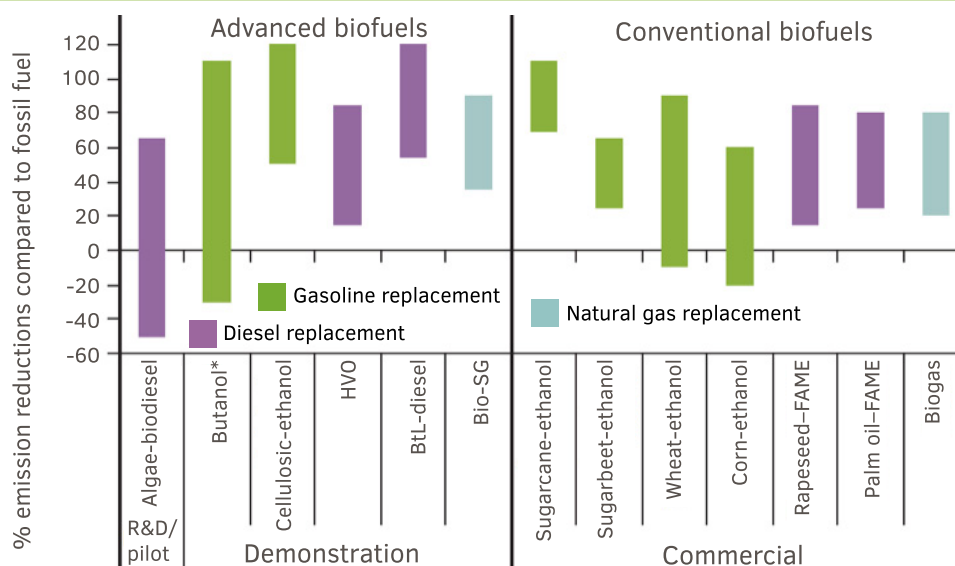 Advanced biofuels
Conventional biofuels
% emission reductions compared to fossil fuel
120
100
80
60
40
20
0
-20
-40
-60
Gasoline replacement
Diesel replacement
Natural gas replacement
Algae-biodiesel
Butanol*
Cellulosic-ethanol
HVO
BtL-diesel
Bio-SG
Sugarcane-ethanol
Sugarbeet-ethanol
Wheat-ethanol
Corn-ethanol
Rapeseed–FAME
Palm oil–FAME
Biogas
R&D/
pilot
Demonstration
Commercial